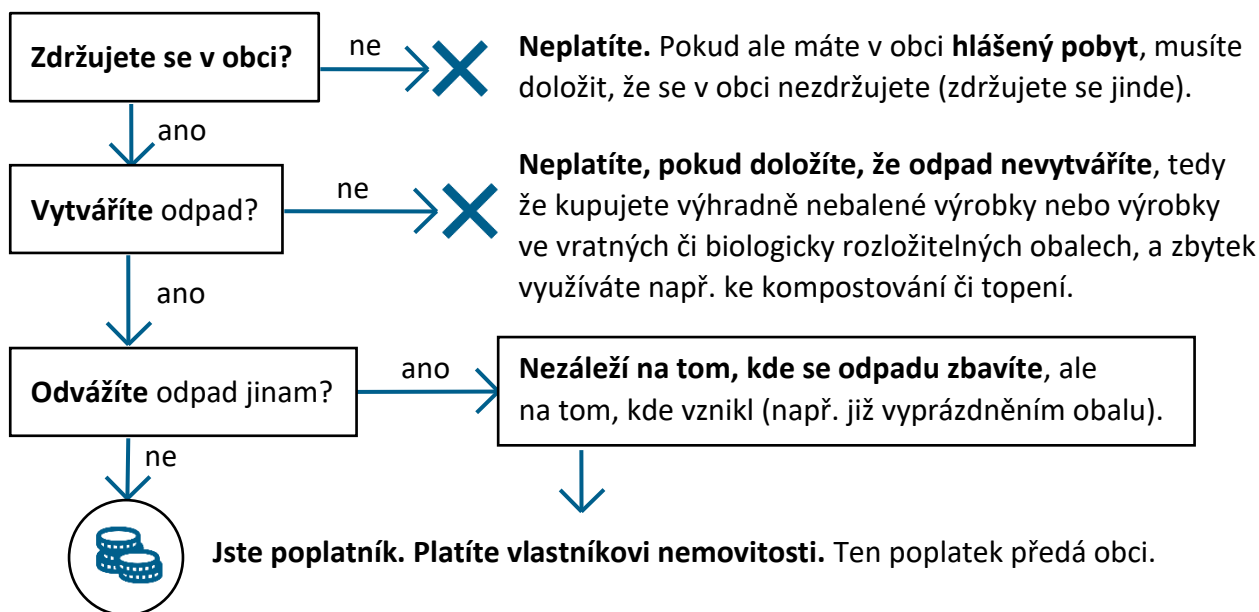 Zdržujete se v obci?
ne
Neplatíte. Pokud ale máte v obci hlášený pobyt, musíte
doložit, že se v obci nezdržujete (zdržujete se jinde).
ano
Vytváříte odpad?
ne
Neplatíte, pokud doložíte, že odpad nevytváříte, tedy
že kupujete výhradně nebalené výrobky nebo výrobky
ve vratných či biologicky rozložitelných obalech, a zbytek
využíváte např. ke kompostování či topení.
ano
Odvážíte odpad jinam?
ano
Nezáleží na tom, kde se odpadu zbavíte, ale
na tom, kde vznikl (např. již vyprázdněním obalu).
ne
Jste poplatník. Platíte vlastníkovi nemovitosti. Ten poplatek předá obci.